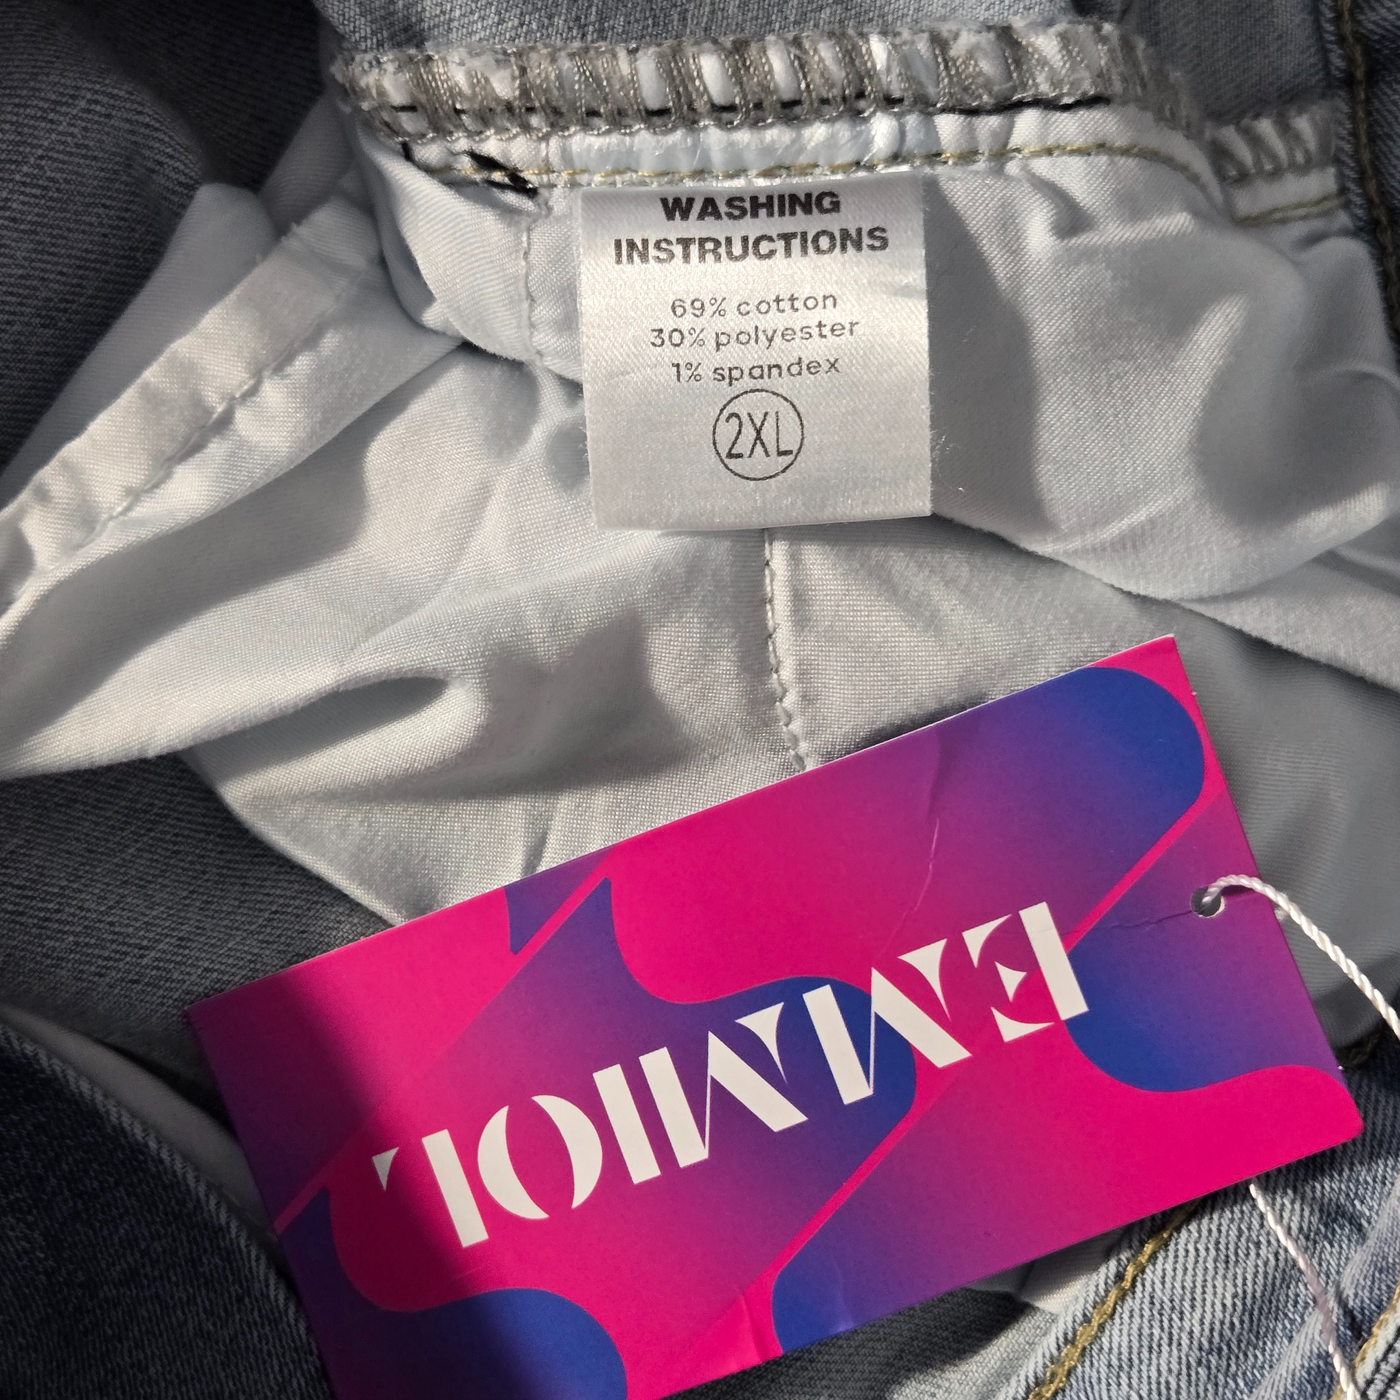 WASHING
INSTRUCTIONS
69% cotton
30% polyester
1% spandex
2XL
EMMIOL